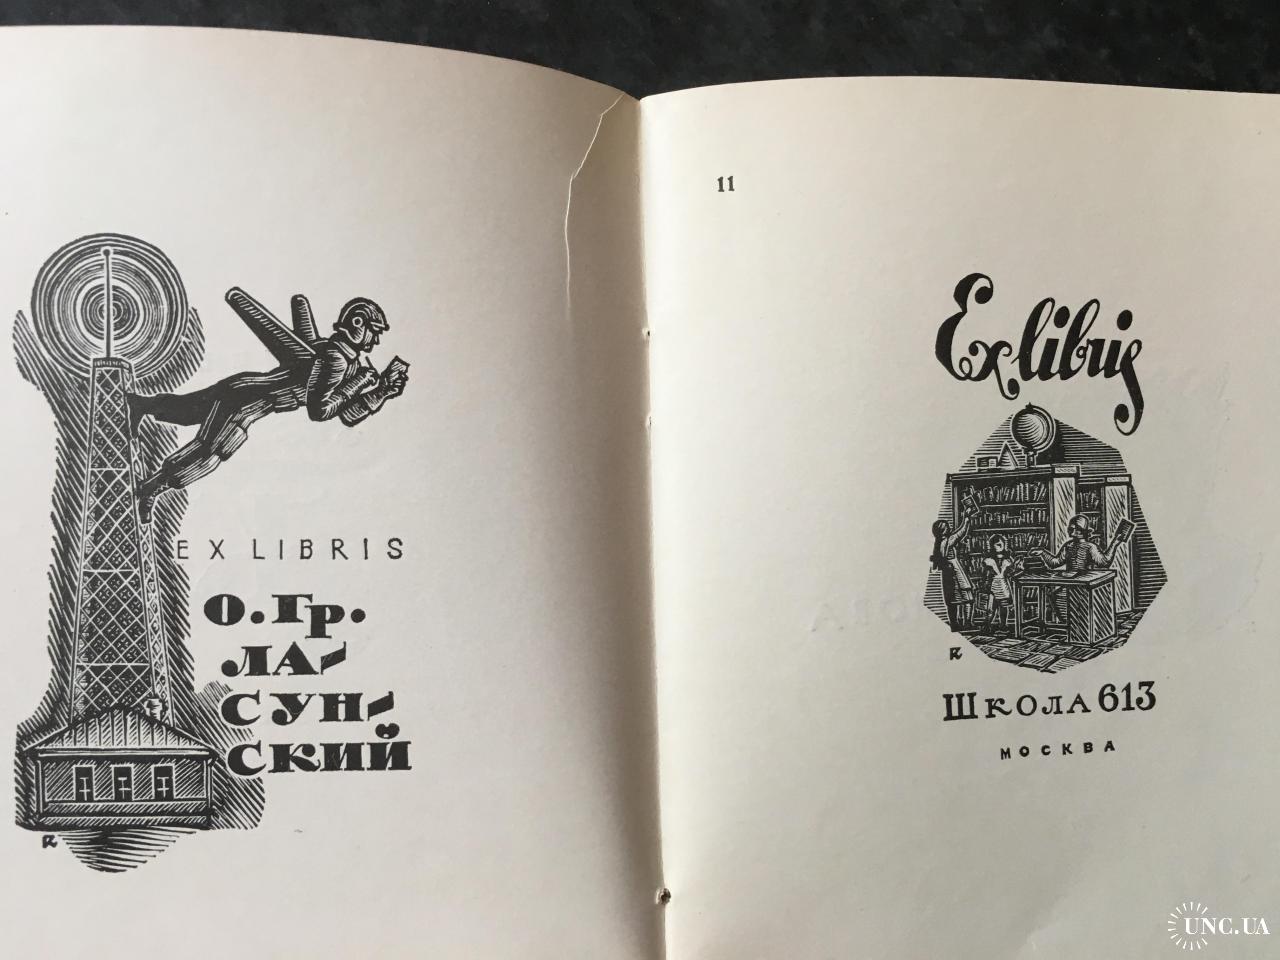 EX LIBRIS
О. Гр.
ЛА-
СУН-
СКИЙ
R
11
Ex libris
R
ШКОЛА 613
МОСКВА
UNC.UA